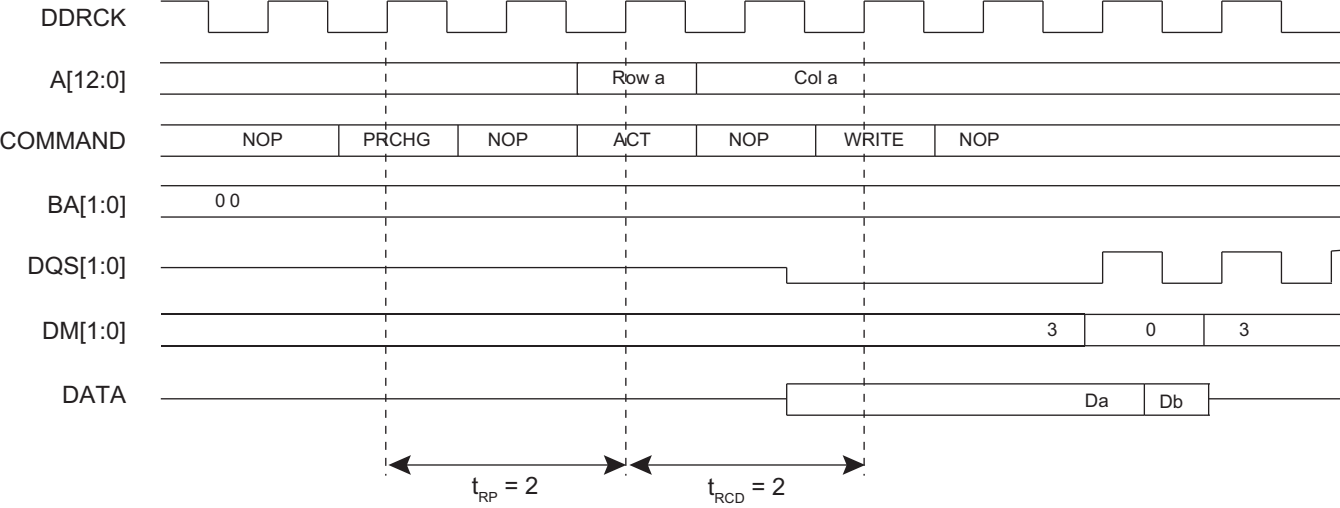 DDRCK
A[12:0] Row a Col a
COMMAND NOP PRCHG NOP ACT NOP WRITE NOP
BA[1:0] 0 0
DQS[1:0]
DM[1:0] 3 0 3
DATA Da Db
tRP = 2 tRCD = 2